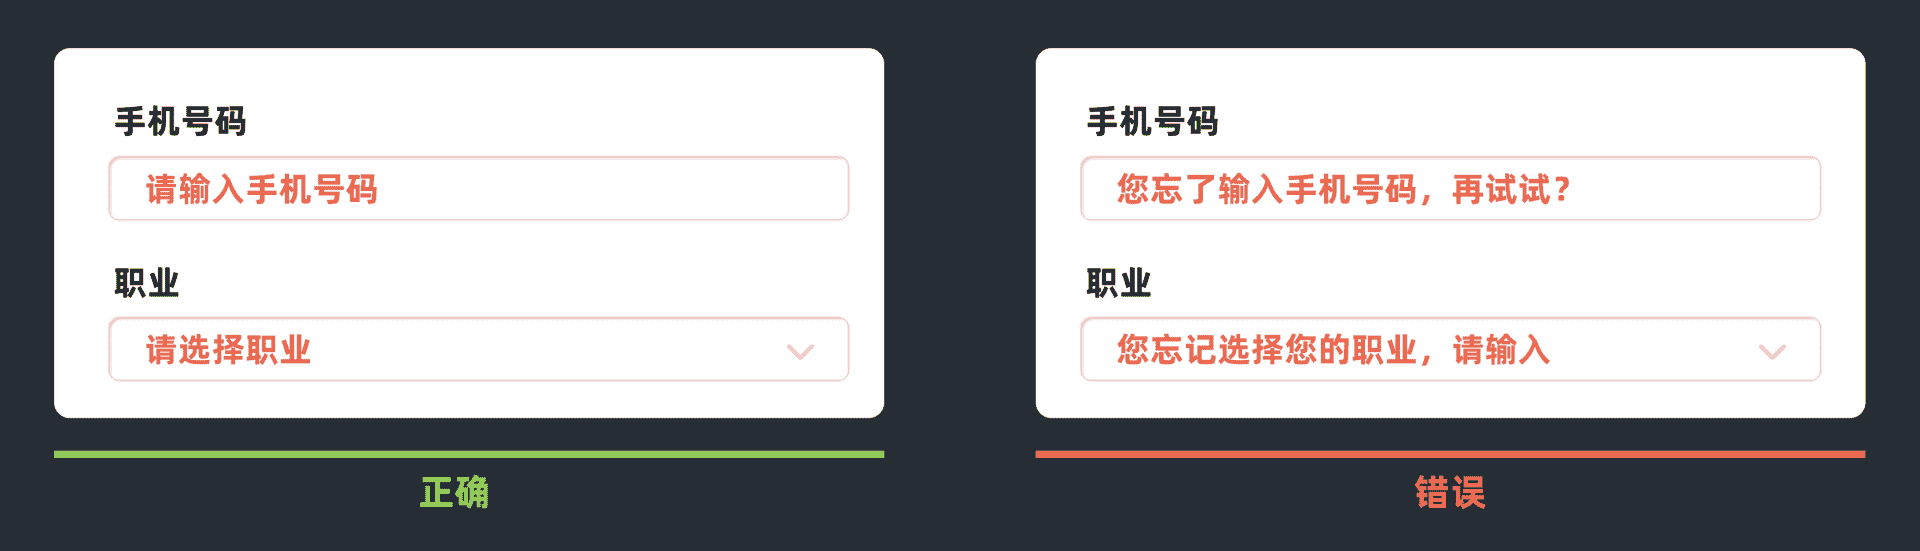 手机号码
请输入手机号码
职业
请选择职业
正确
手机号码
您忘了输入手机号码，再试试？
职业
您忘记选择您的职业，请输入
错误